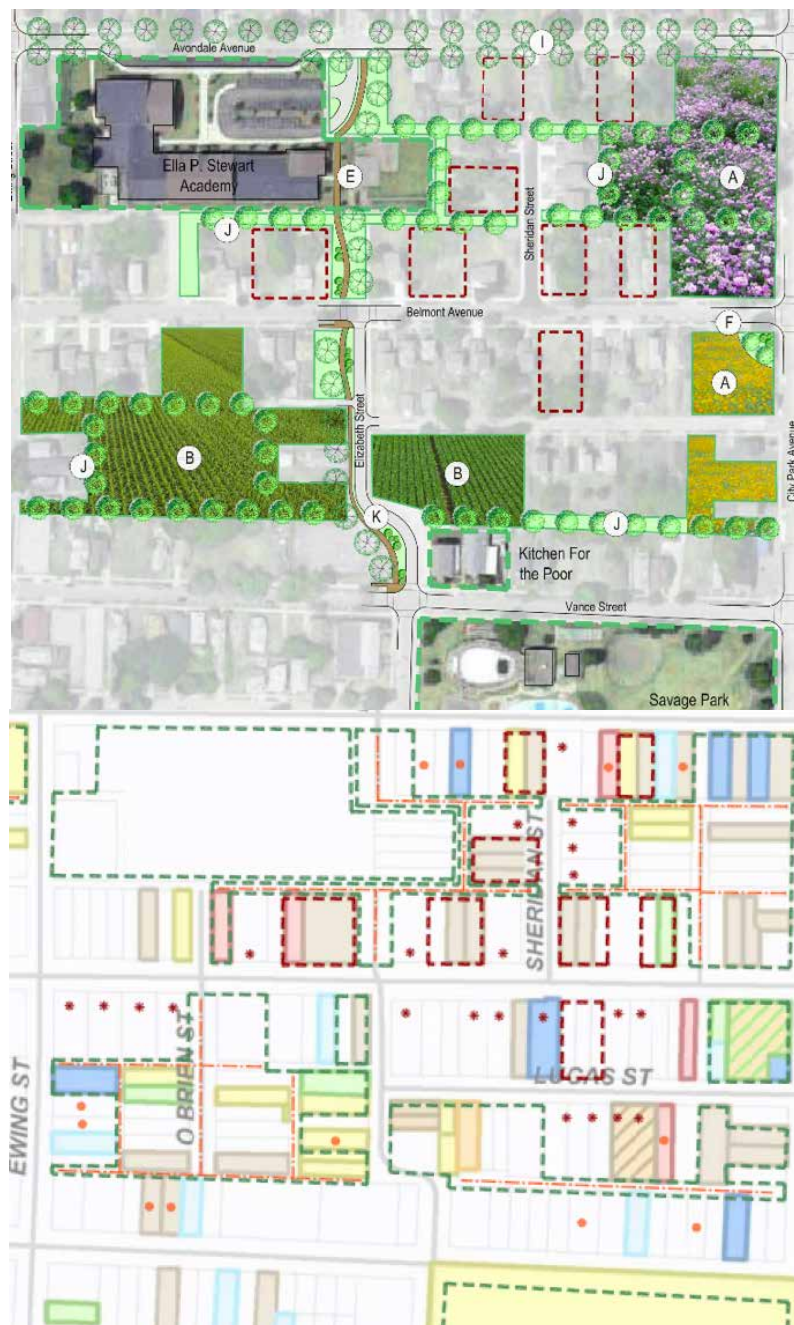 Avondale Avenue
I
Ella P. Stewart
Academy
E
J
A
J
Sheridan Street
Belmont Avenue
F
A
Elizabeth Street
B
J
B
City Park Avenue
K
J
Kitchen For
the Poor
Vance Street
Savage Park
SHERIDAN ST
O BRIEN ST
LUCAS ST
EWING ST